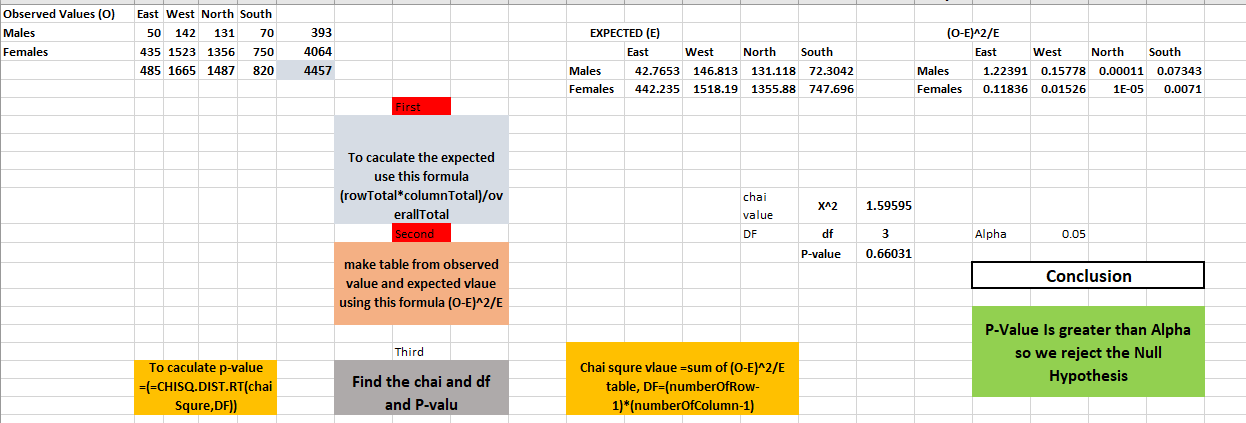 Observed Values (O) East West North South
Males 50 142 131 70 393
Females 435 1523 1356 750 4064
485 1665 1487 820 4457
EXPECTED (E)
East West North South
Males 42.7653 146.813 131.118 72.3042
Females 442.235 1518.19 1355.88 747.696
(O-E)^2/E
East West North South
Males 1.22391 0.15778 0.00011 0.07343
Females 0.11836 0.01526 1E-05 0.0071
First
To caculate the expected
use this formula
(rowTotal*columnTotal)/ov
erallTotal
Second
make table from observed
value and expected vlaue
using this formula (O-E)^2/E
Third
Find the chai and df
and P-valu
To caculate p-value
=(=CHISQ.DIST.RT(chai
Squre,DF))
Chai squre vlaue =sum of (O-E)^2/E
table, DF=(numberOfRow-
1)*(numberOfColumn-1)
chai
value X^2 1.59595
DF df 3
P-value 0.66031
Alpha 0.05
Conclusion
P-Value Is greater than Alpha
so we reject the Null
Hypothesis